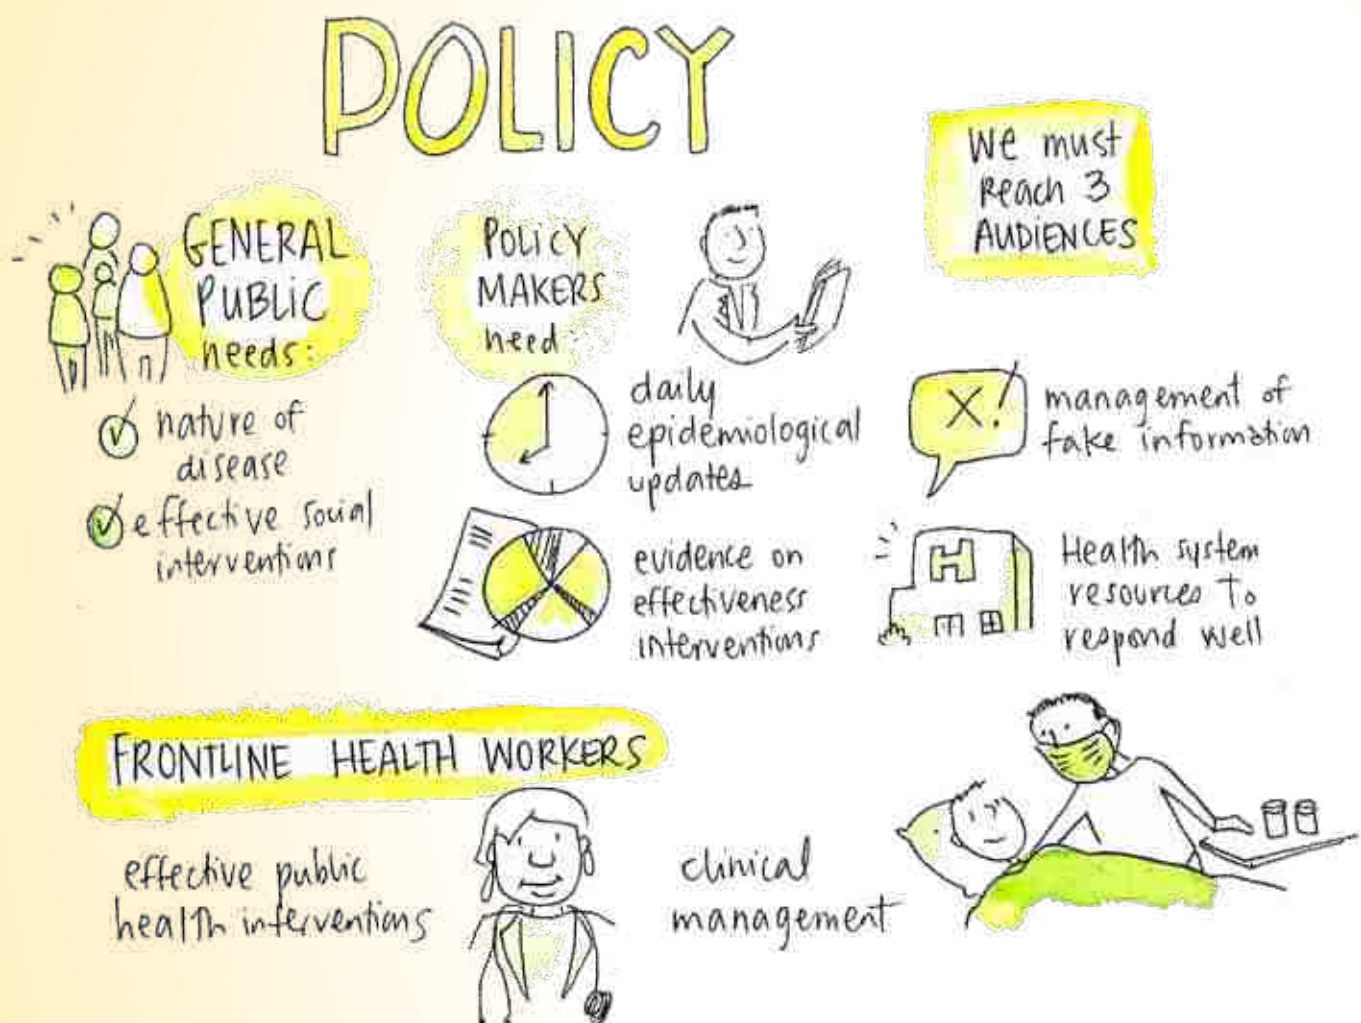 POLICY
We must
reach 3
AUDIENCES
GENERAL
PUBLIC
needs:
nature of
disease
effective social
interventions
POLICY
MAKERS
need:
daily
epidemiological
updates
evidence on
effectiveness
interventions
X!
management of
fake information
H
Health system
resources to
respond well
FRONTLINE HEALTH WORKERS
effective public
health interventions
clinical
management